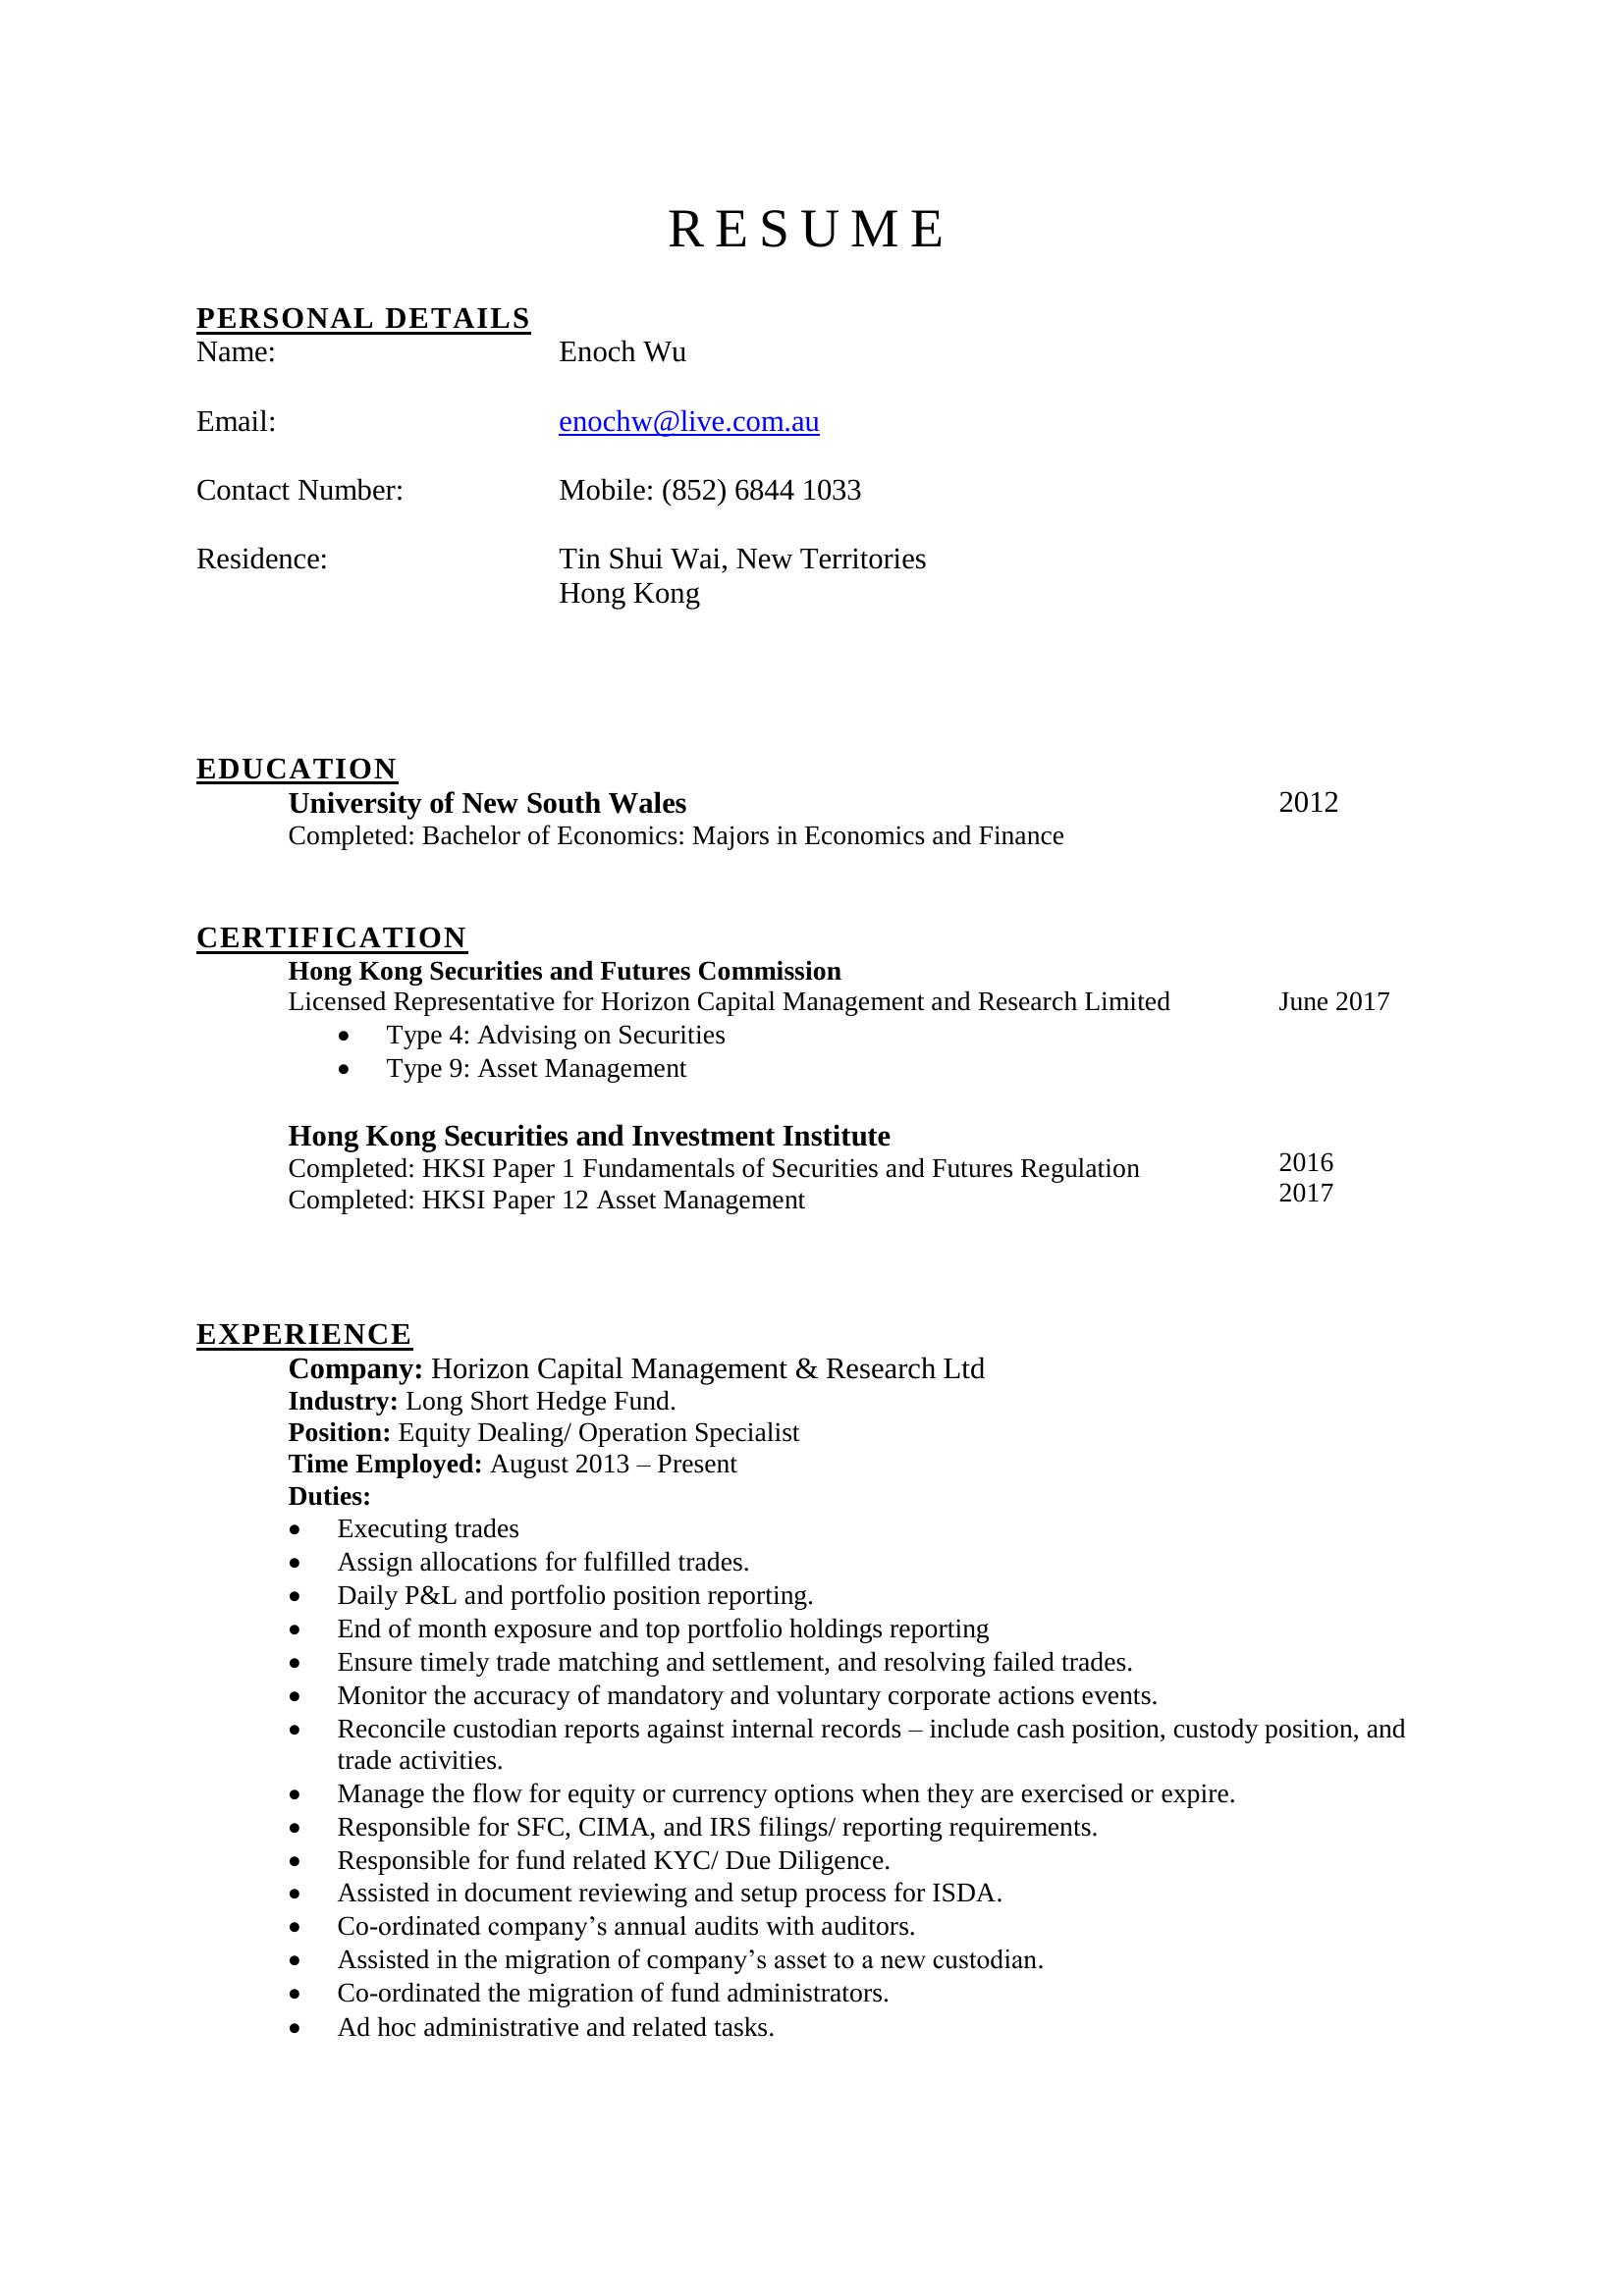 RESUME
PERSONAL DETAILS
Name: Enoch Wu
Email: enochw@live.com.au
Contact Number: Mobile: (852) 6844 1033
Residence: Tin Shui Wai, New Territories
Hong Kong
EDUCATION
University of New South Wales 2012
Completed: Bachelor of Economics: Majors in Economics and Finance
CERTIFICATION
Hong Kong Securities and Futures Commission
Licensed Representative for Horizon Capital Management and Research Limited June 2017
• Type 4: Advising on Securities
• Type 9: Asset Management
Hong Kong Securities and Investment Institute
Completed: HKSI Paper 1 Fundamentals of Securities and Futures Regulation 2016
Completed: HKSI Paper 12 Asset Management 2017
EXPERIENCE
Company: Horizon Capital Management & Research Ltd
Industry: Long Short Hedge Fund.
Position: Equity Dealing/ Operation Specialist
Time Employed: August 2013 – Present
Duties:
• Executing trades
• Assign allocations for fulfilled trades.
• Daily P&L and portfolio position reporting.
• End of month exposure and top portfolio holdings reporting
• Ensure timely trade matching and settlement, and resolving failed trades.
• Monitor the accuracy of mandatory and voluntary corporate actions events.
• Reconcile custodian reports against internal records – include cash position, custody position, and
trade activities.
• Manage the flow for equity or currency options when they are exercised or expire.
• Responsible for SFC, CIMA, and IRS filings/ reporting requirements.
• Responsible for fund related KYC/ Due Diligence.
• Assisted in document reviewing and setup process for ISDA.
• Co-ordinated company’s annual audits with auditors.
• Assisted in the migration of company’s asset to a new custodian.
• Co-ordinated the migration of fund administrators.
• Ad hoc administrative and related tasks.